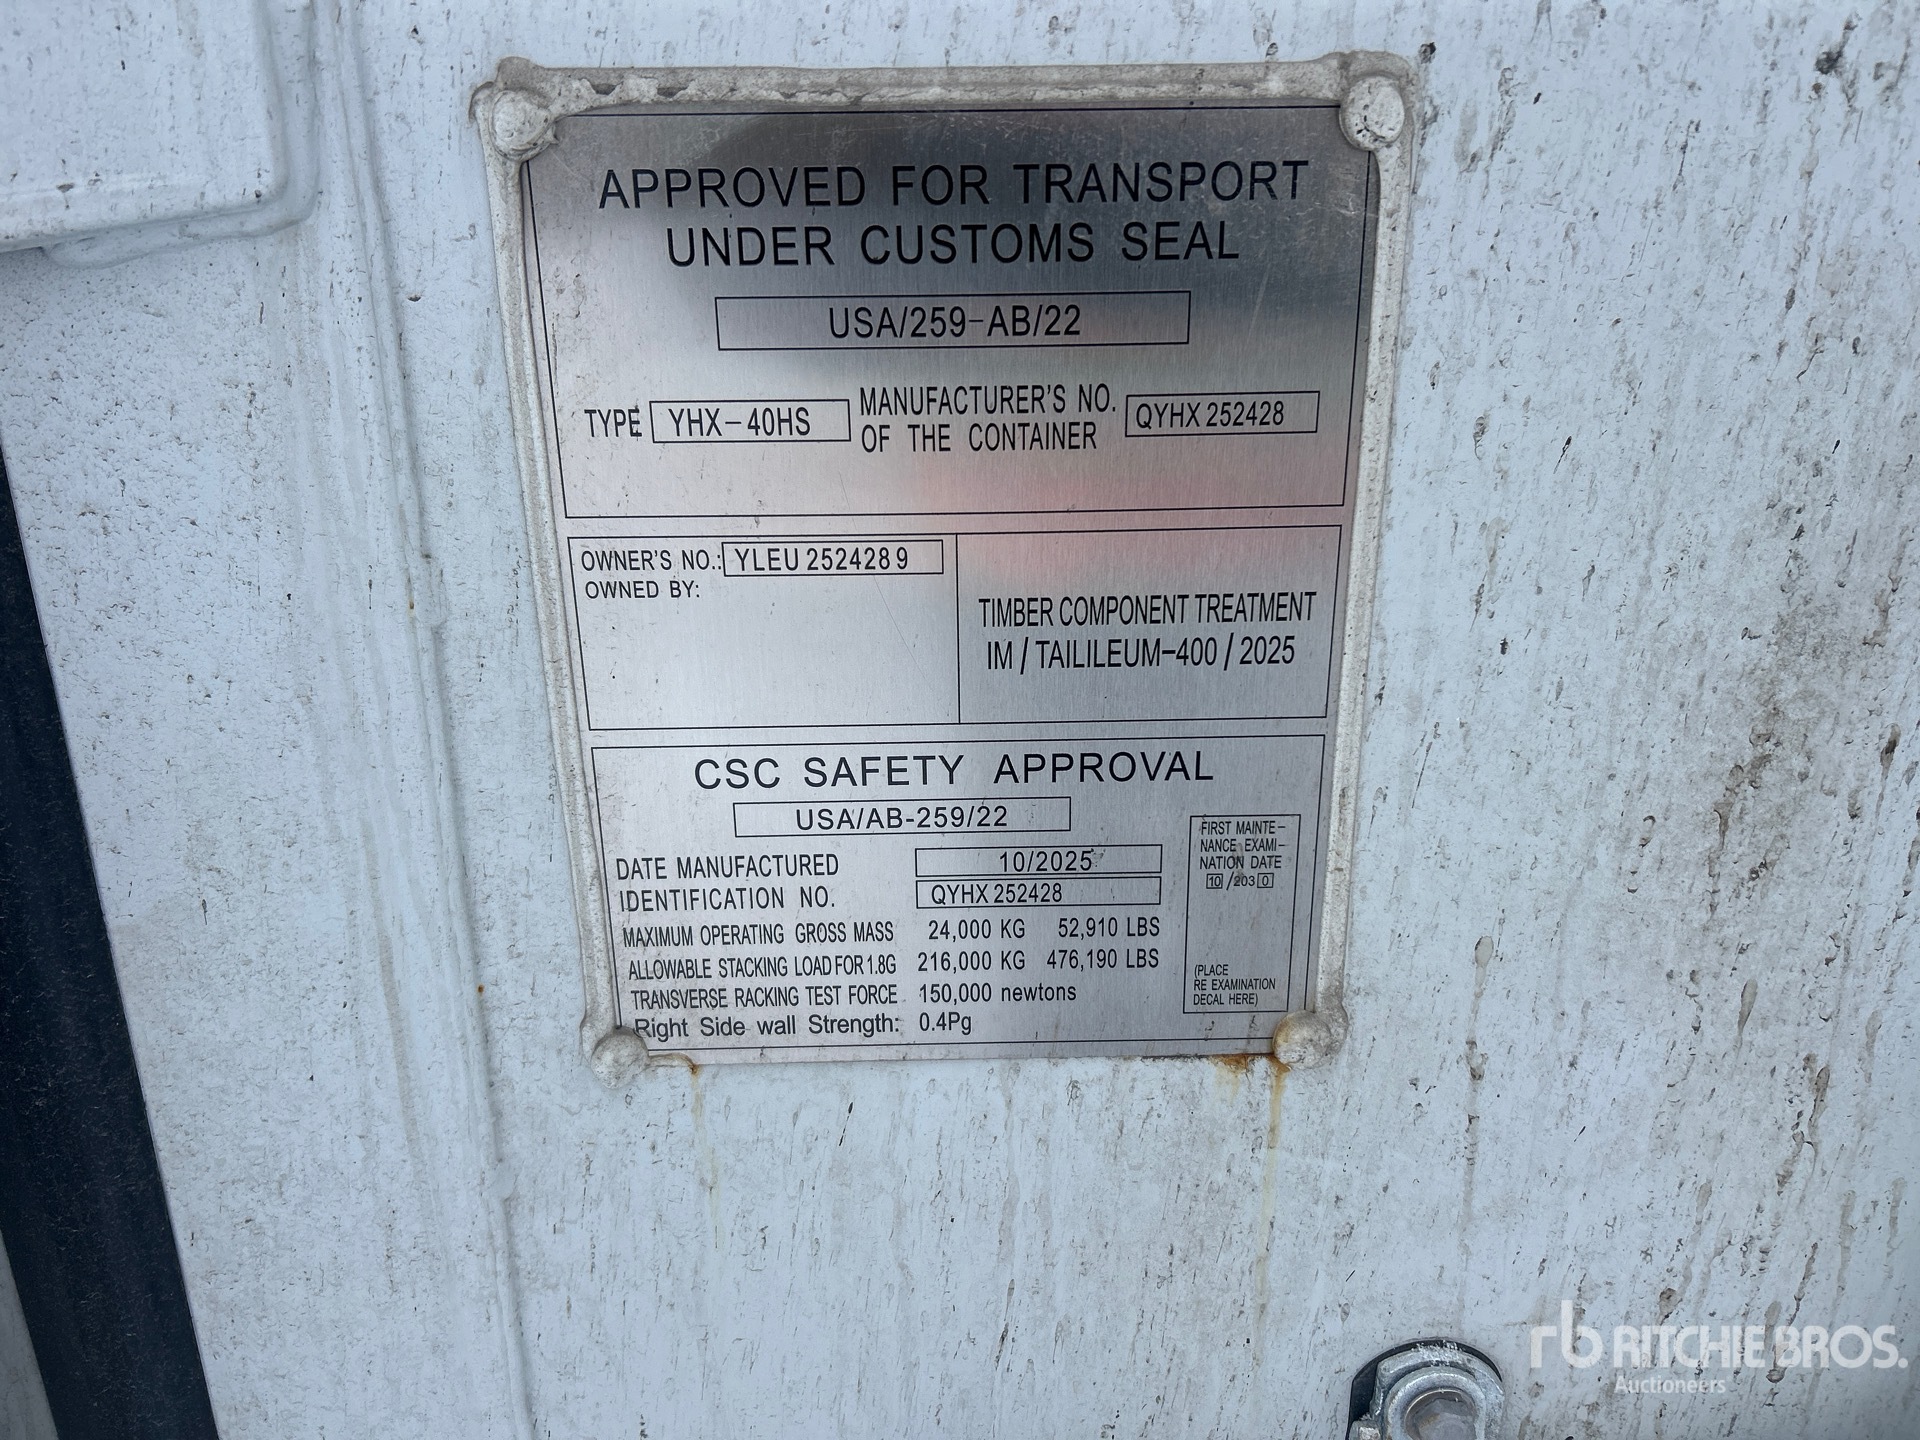 APPROVED FOR TRANSPORT
UNDER CUSTOMS SEAL
USA/259-AB/22
TYPE YHX-40HS MANUFACTURER'S NO. OF THE CONTAINER QYHX 252428
OWNER'S NO.: YLEU 252428 9
OWNED BY:
TIMBER COMPONENT TREATMENT
IM / TAILILEUM-400 / 2025
CSC SAFETY APPROVAL
USA/AB-259/22
DATE MANUFACTURED 10/2025
IDENTIFICATION NO. QYHX 252428
MAXIMUM OPERATING GROSS MASS 24,000 KG 52,910 LBS
ALLOWABLE STACKING LOAD FOR 1.8G 216,000 KG 476,190 LBS
TRANSVERSE RACKING TEST FORCE 150,000 newtons
Right Side wall Strength: 0.4Pg
FIRST MAINTE-
NANCE EXAMI-
NATION DATE
10 /203 0
(PLACE
RE EXAMINATION
DECAL HERE)
rb RITCHIE BROS.
Auctioneers